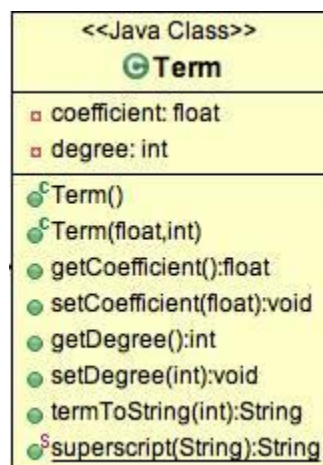 <<Java Class>>
Term
coefficient: float
degree: int
Term()
Term(float,int)
getCoefficient():float
setCoefficient(float):void
getDegree():int
setDegree(int):void
termToString(int):String
superscript(String):String